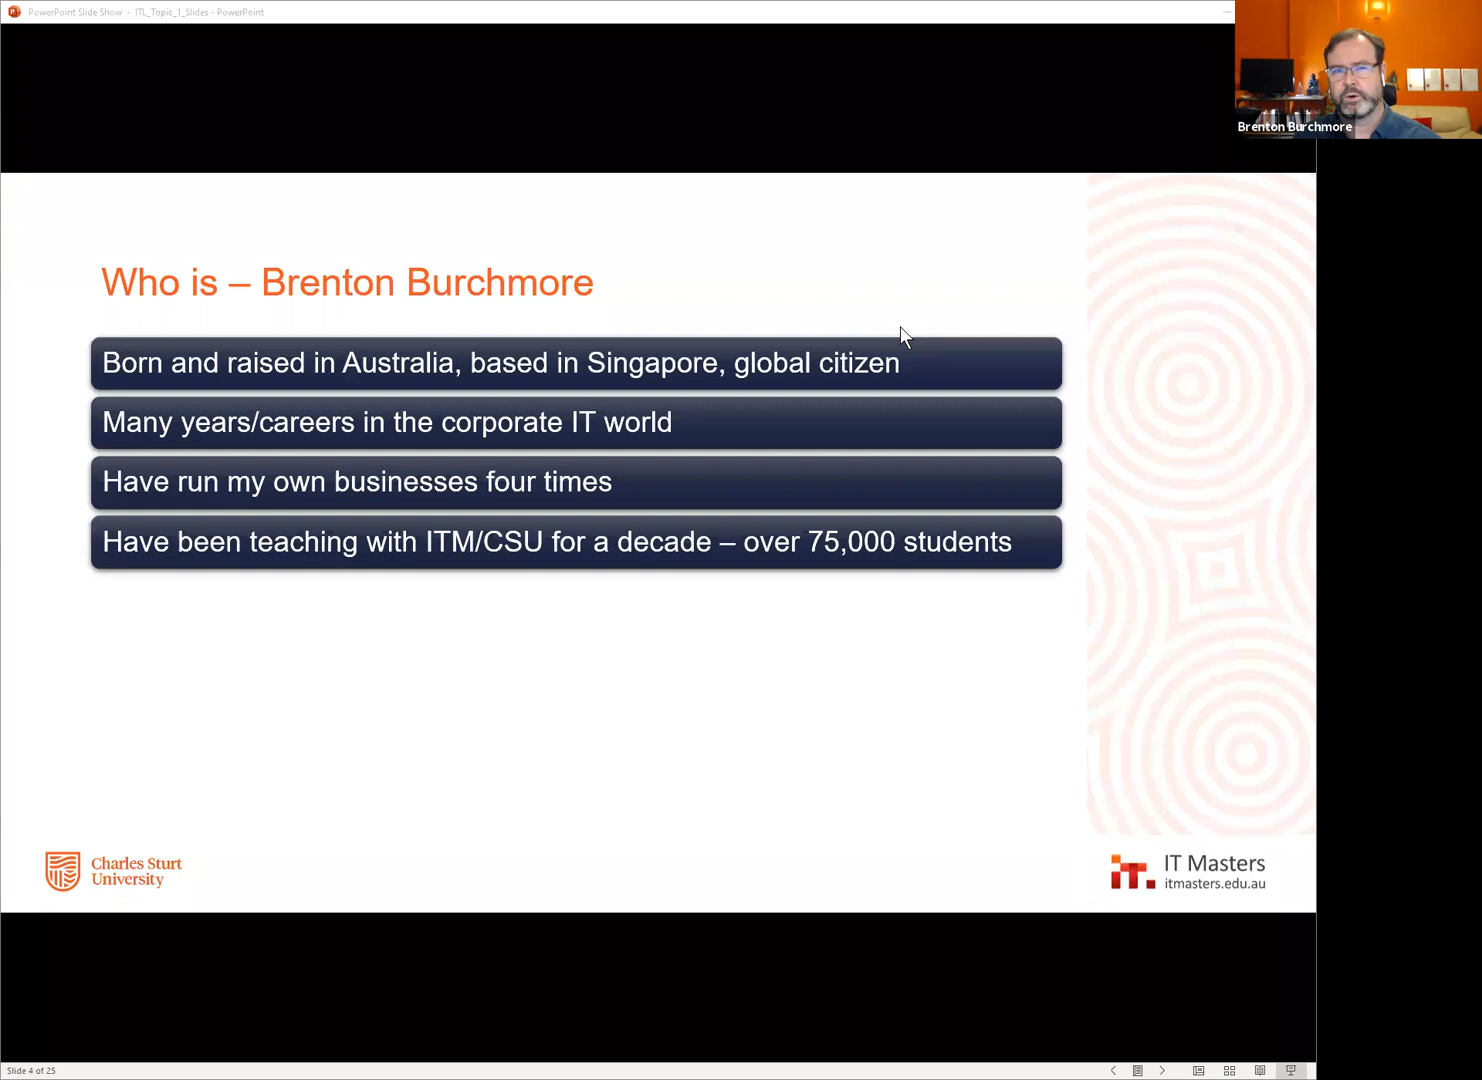 PowerPoint Slide Show - ITL_Topic_1_Slides - PowerPoint
Brenton Burchmore
Who is – Brenton Burchmore
Born and raised in Australia, based in Singapore, global citizen
Many years/careers in the corporate IT world
Have run my own businesses four times
Have been teaching with ITM/CSU for a decade – over 75,000 students
Charles Sturt
University
it.
IT Masters
itmasters.edu.au
Slide 4 of 25